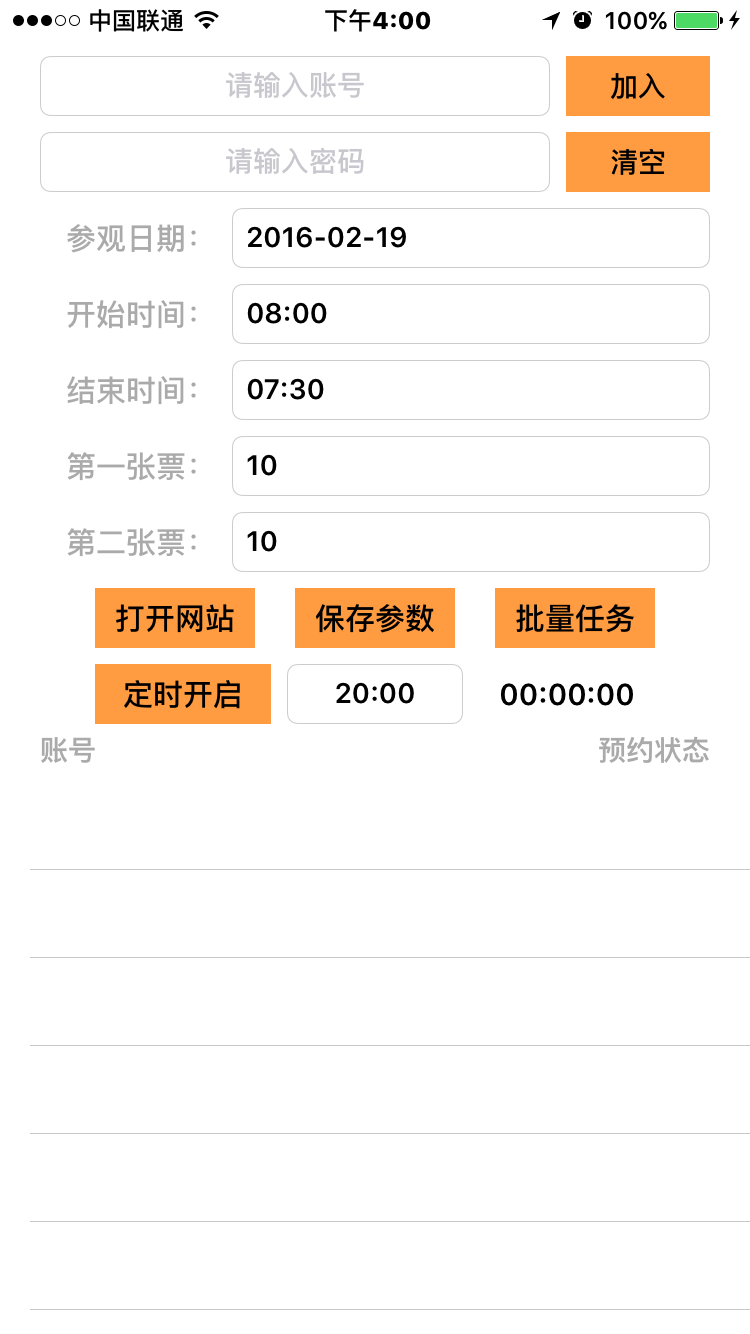 中国联通 下午4:00 100%
请输入账号 加入
请输入密码 清空
参观日期: 2016-02-19
开始时间: 08:00
结束时间: 07:30
第一张票: 10
第二张票: 10
打开网站 保存参数 批量任务
定时开启 20:00 00:00:00
账号 预约状态